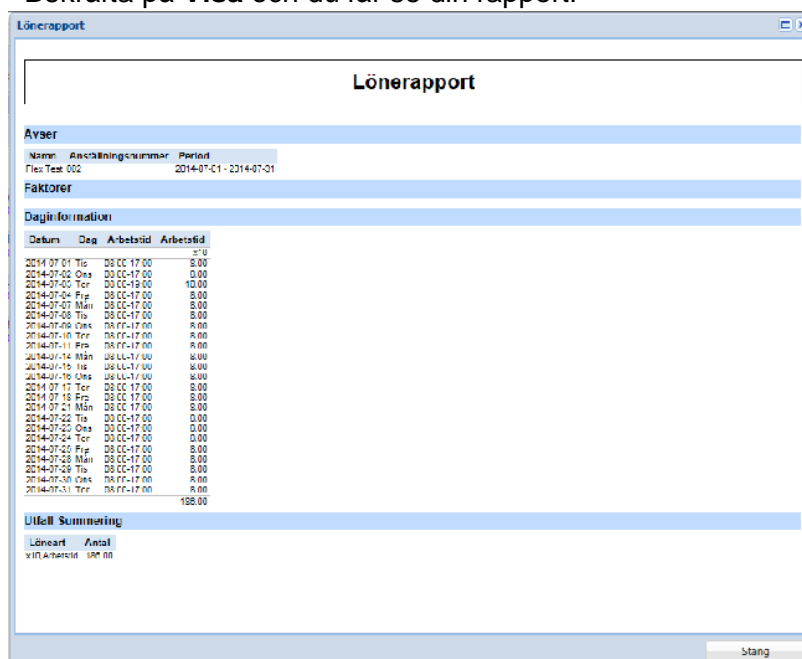 Bekräfta på Visa och du får se din rapport.
Lönerapport
Lönerapport
Avser
Namn Anställningsnummer Period
Flex Test 002 2014-07-01 - 2014-07-31
Faktorer
Daginformation
Datum Dag Arbetstid Arbetstid
x10
2014-07-01 Tis 08:00-17:00 8.00
2014-07-02 Ons 08:00-17:00 8.00
2014-07-03 Tor 08:00-19:00 10.00
2014-07-04 Fre 08:00-17:00 8.00
2014-07-07 Mån 08:00-17:00 8.00
2014-07-08 Tis 08:00-17:00 8.00
2014-07-09 Ons 08:00-17:00 8.00
2014-07-10 Tor 08:00-17:00 8.00
2014-07-11 Fre 08:00-17:00 8.00
2014-07-14 Mån 08:00-17:00 8.00
2014-07-15 Tis 08:00-17:00 8.00
2014-07-16 Ons 08:00-17:00 8.00
2014-07-17 Tor 08:00-17:00 8.00
2014-07-18 Fre 08:00-17:00 8.00
2014-07-21 Mån 08:00-17:00 8.00
2014-07-22 Tis 08:00-17:00 8.00
2014-07-23 Ons 08:00-17:00 8.00
2014-07-24 Tor 08:00-17:00 8.00
2014-07-25 Fre 08:00-17:00 8.00
2014-07-28 Mån 08:00-17:00 8.00
2014-07-29 Tis 08:00-17:00 8.00
2014-07-30 Ons 08:00-17:00 8.00
2014-07-31 Tor 08:00-17:00 8.00
Utfall Summering
Löneart Antal
x10,Arbetstid
Stäng